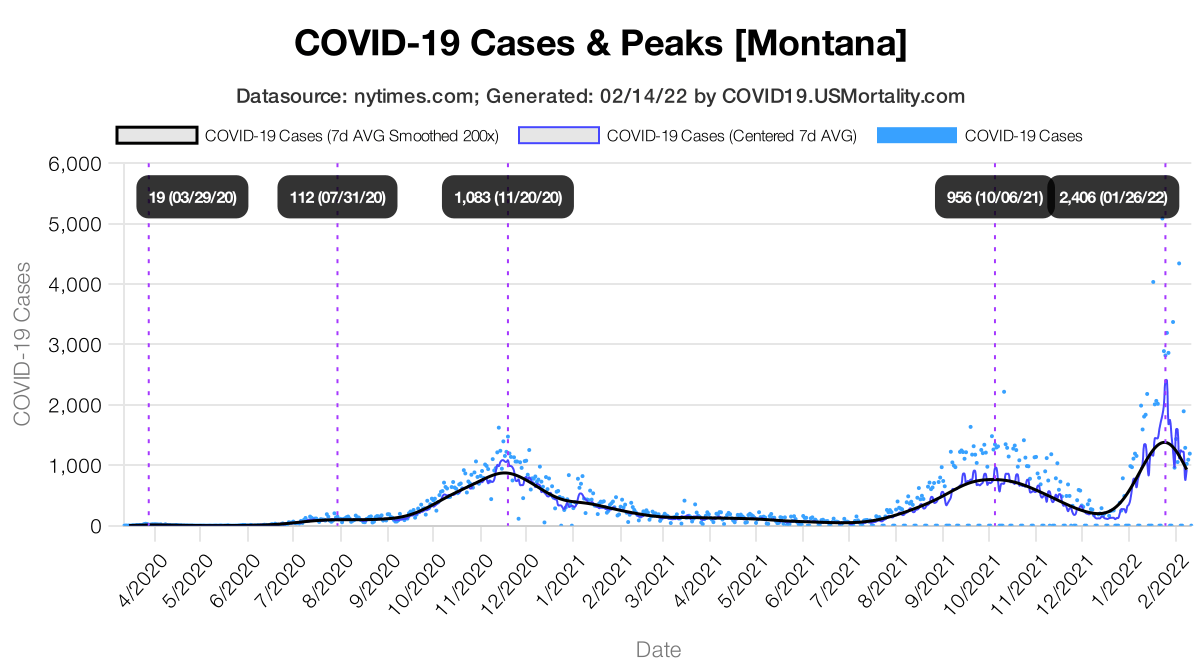 COVID-19 Cases & Peaks [Montana]
Datasource: nytimes.com; Generated: 02/14/22 by COVID19.USMortality.com
COVID-19 Cases (7d AVG Smoothed 200x) COVID-19 Cases (Centered 7d AVG) COVID-19 Cases
6,000
19 (03/29/20) 112 (07/31/20) 1,083 (11/20/20) 956 (10/06/21) 2,406 (01/26/22)
5,000
4,000
3,000
2,000
1,000
0
COVID-19 Cases
4/2020 5/2020 6/2020 7/2020 8/2020 9/2020 10/2020 11/2020 12/2020 1/2021 2/2021 3/2021 4/2021 5/2021 6/2021 7/2021 8/2021 9/2021 10/2021 11/2021 12/2021 1/2022 2/2022
Date